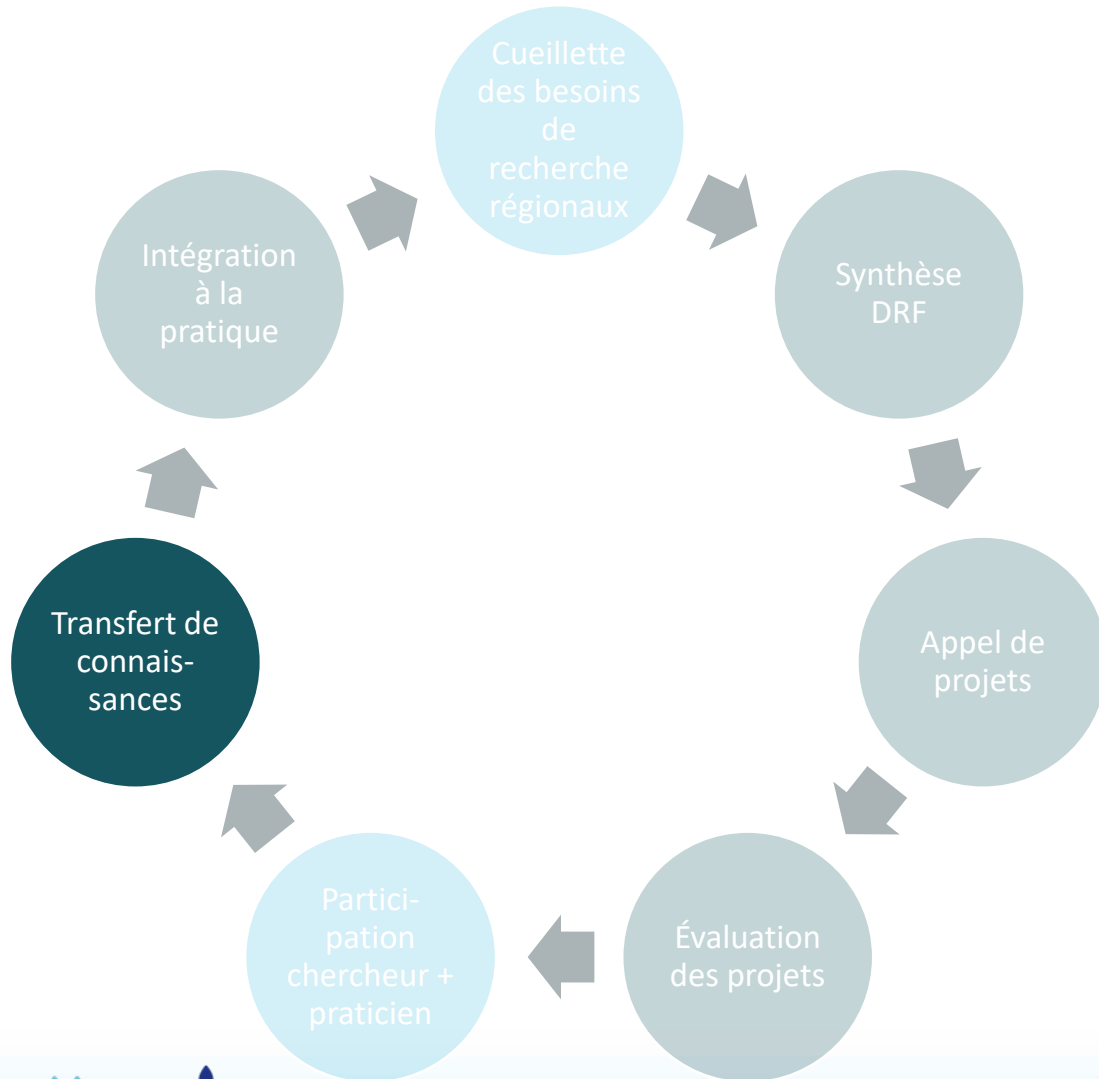 Cueillette
des besoins
de
recherche
régionaux
Synthèse
DRF
Appel de
projets
Évaluation
des projets
Partici-
pation
chercheur +
praticien
Transfert de
connais-
sances
Intégration
à la
pratique